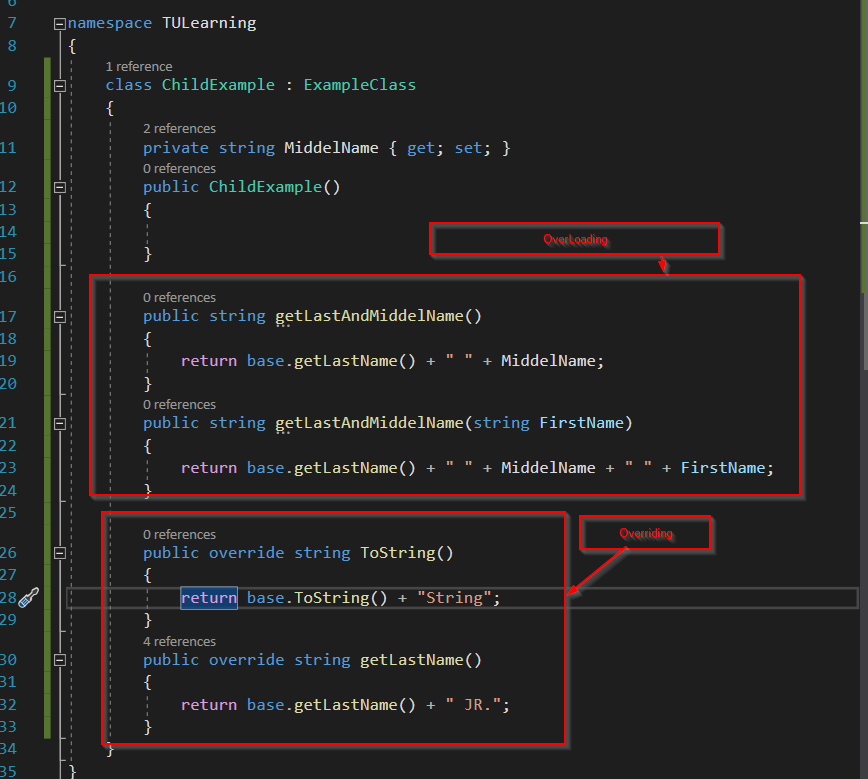 6
7 namespace TULearning
8 {
1 reference
9 class ChildExample : ExampleClass
10 {
2 references
11 private string MiddelName { get; set; }
0 references
12 public ChildExample()
13 {
14
OverLoading
15 }
16
0 references
17 public string getLastAndMiddelName()
18 {
19 return base.getLastName() + " " + MiddelName;
20 }
0 references
21 public string getLastAndMiddelName(string FirstName)
22 {
23 return base.getLastName() + " " + MiddelName + " " + FirstName;
24 }
25
0 references
Overriding
26 public override string ToString()
27 {
28 return base.ToString() + "String";
29 }
4 references
30 public override string getLastName()
31 {
32 return base.getLastName() + " JR.";
33 }
34 }
35 }